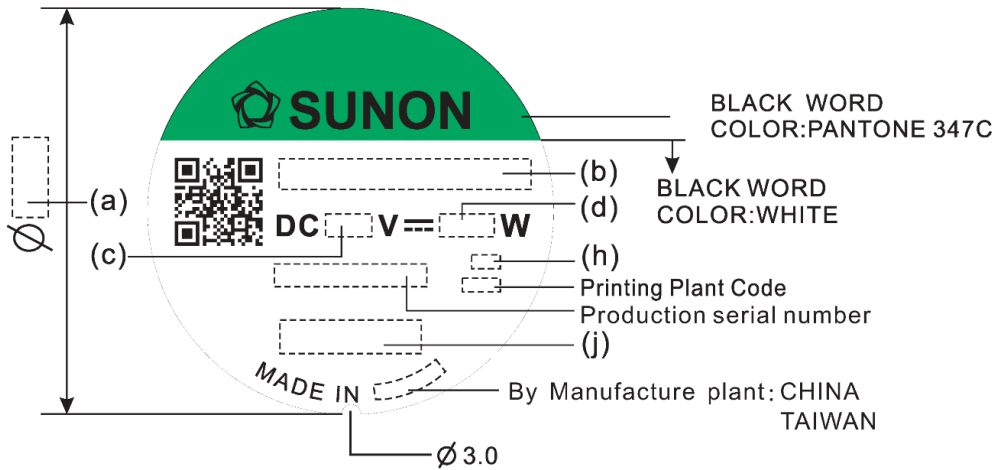 SUNON
BLACK WORD
COLOR:PANTONE 347C
(b)
(a)
BLACK WORD
COLOR:WHITE
DC V W
(d)
Ø
(c)
(h)
Printing Plant Code
Production serial number
(j)
MADE IN
By Manufacture plant: CHINA
TAIWAN
Ø 3.0